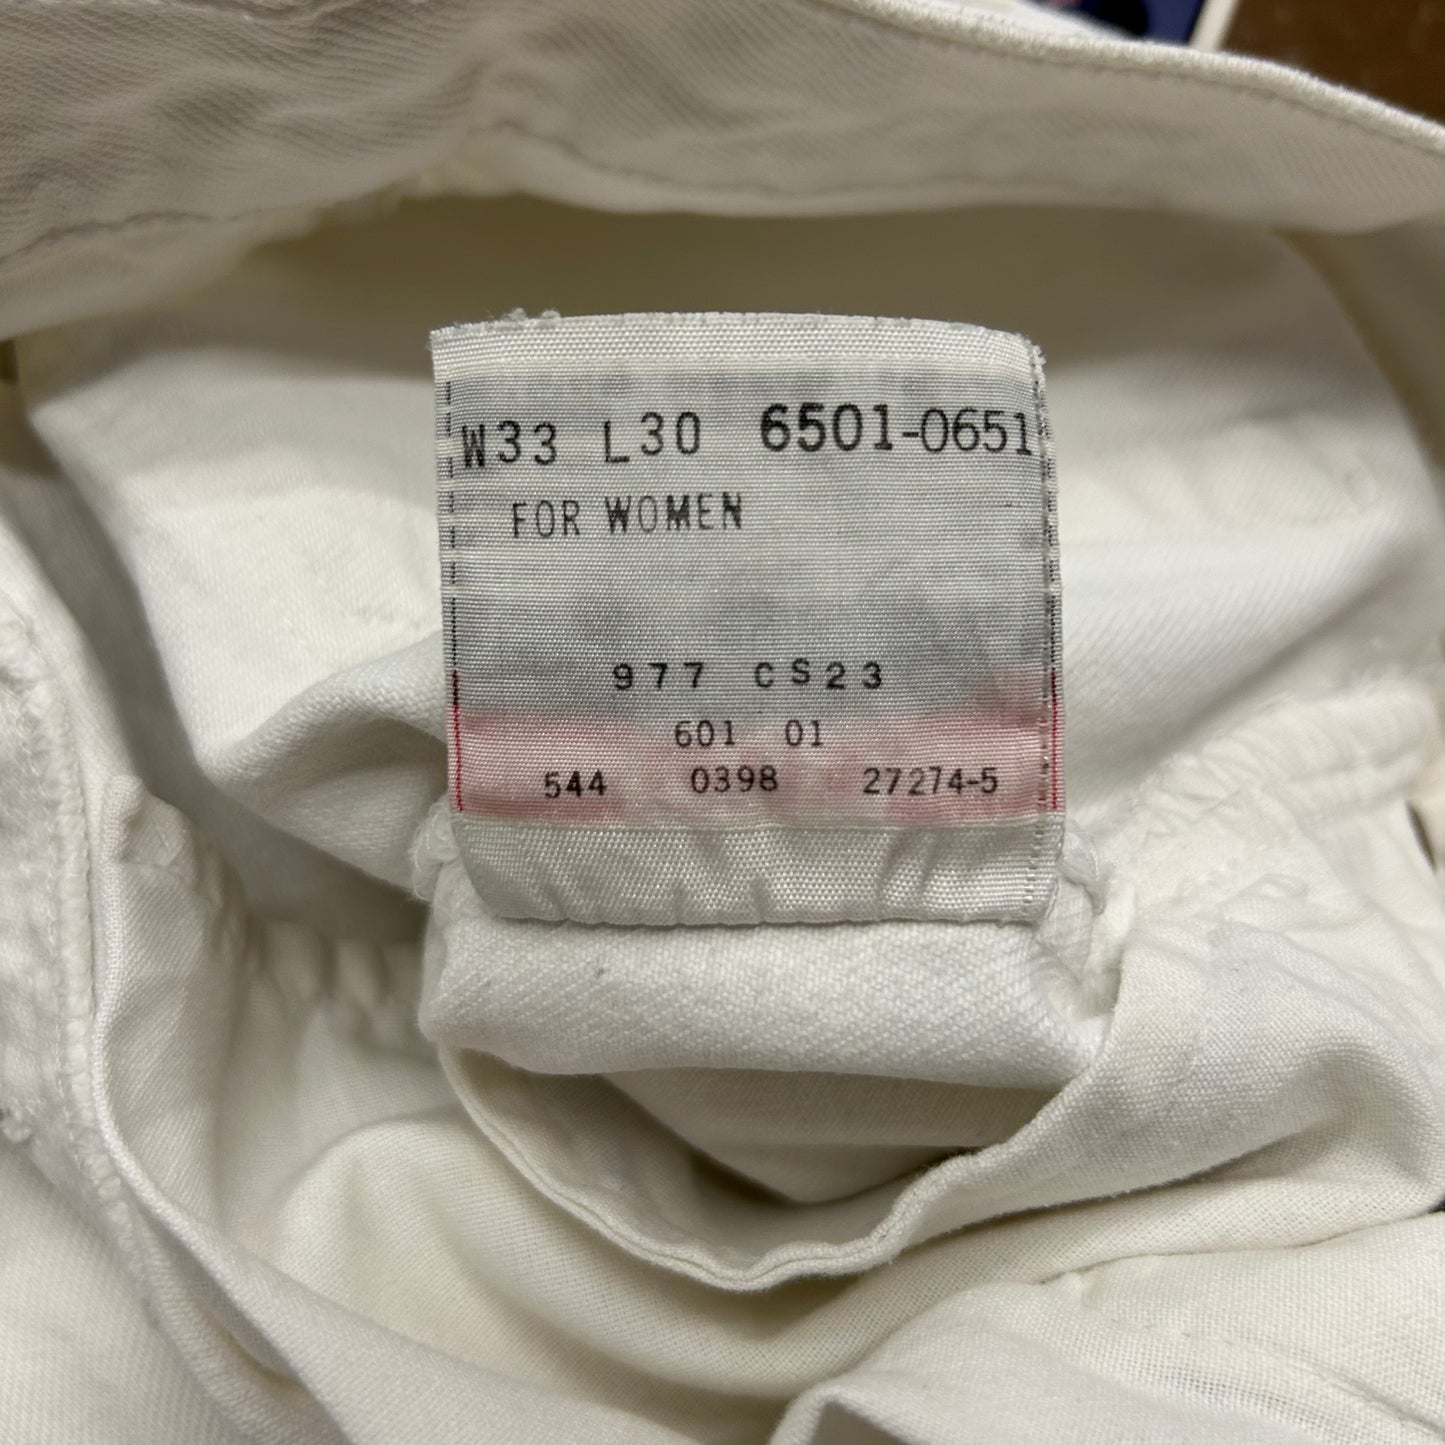 W33 L30 6501-0651
FOR WOMEN
977 CS23
601 01
544 0398 27274-5